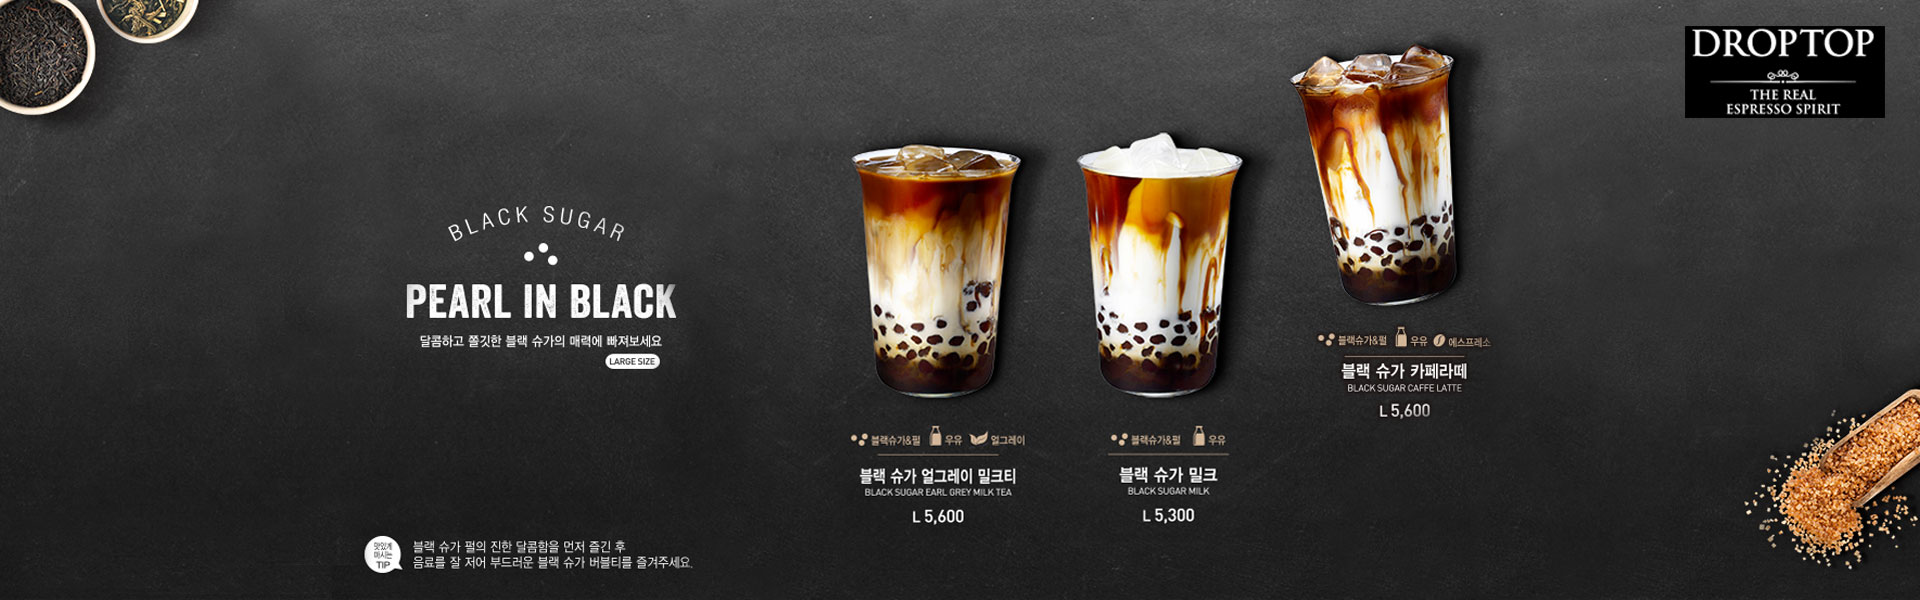 BLACK SUGAR
PEARL IN BLACK
달콤하고 쫄깃한 블랙 슈가의 매력에 빠져보세요
LARGE SIZE
맛있게
마시는
TIP
블랙 슈가 펄의 진한 달콤함을 먼저 즐긴 후
음료를 잘 저어 부드러운 블랙 슈가 버블티를 즐겨주세요.
블랙슈가&펄 우유 얼그레이
블랙 슈가 얼그레이 밀크티
BLACK SUGAR EARL GREY MILK TEA
L 5,600
블랙슈가&펄 우유
블랙 슈가 밀크
BLACK SUGAR MILK
L 5,300
블랙슈가&펄 우유 에스프레소
블랙 슈가 카페라떼
BLACK SUGAR CAFFE LATTE
L 5,600
DROPTOP
THE REAL
ESPRESSO SPIRIT